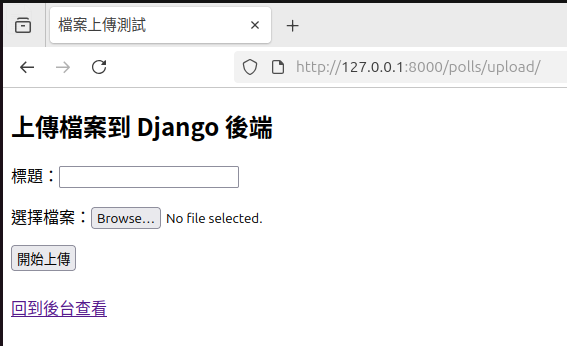 檔案上傳測試
http://127.0.0.1:8000/polls/upload/
上傳檔案到 Django 後端
標題：
選擇檔案： Browse... No file selected.
開始上傳
回到後台查看